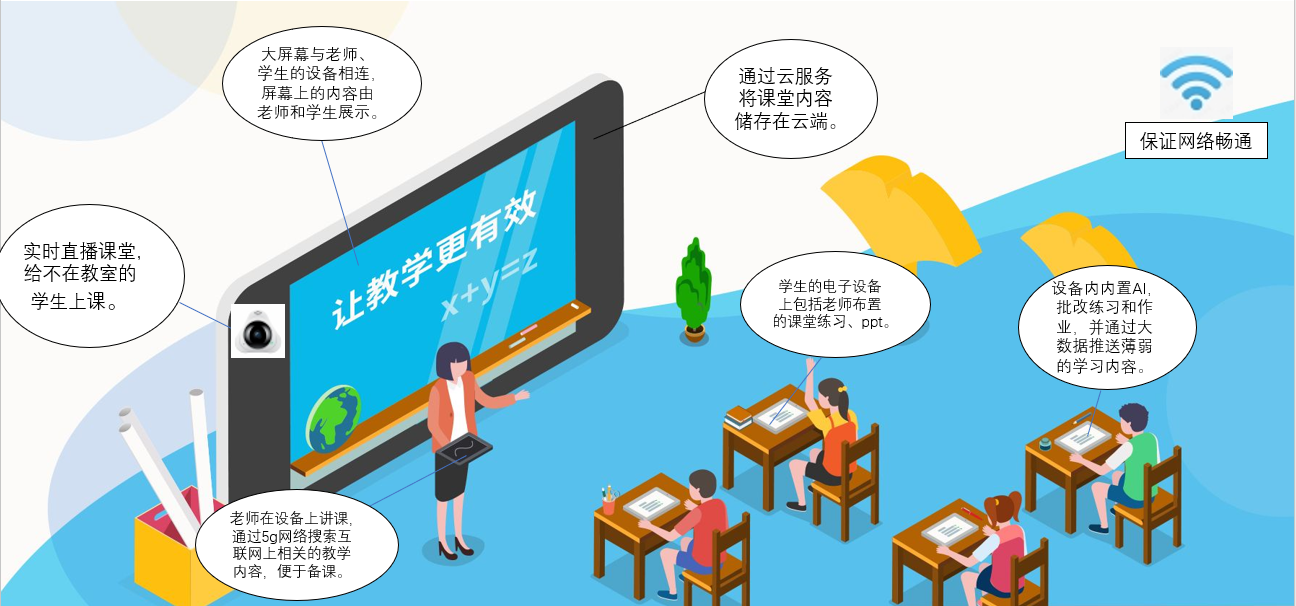 大屏幕与老师、
学生的设备相连，
屏幕上的内容由
老师和学生展示。
通过云服务
将课堂内容
储存在云端。
保证网络畅通
实时直播课堂，
给不在教室的
学生上课。
让教学更有效
x+y=z
学生的电子设备
上包括老师布置
的课堂练习、ppt。
设备内内置AI，
批改练习和作
业，并通过大
数据推送薄弱
的学习内容。
老师在设备上讲课，
通过5g网络搜索互
联网上相关的教学
内容，便于备课。